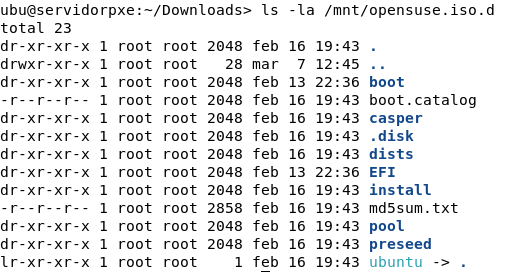 ubu@servidorpxe:~/Downloads> ls -la /mnt/opensuse.iso.d
total 23
dr-xr-xr-x 1 root root 2048 feb 16 19:43 .
drwxr-xr-x 1 root root   28 mar  7 12:45 ..
dr-xr-xr-x 1 root root 2048 feb 13 22:36 boot
-r--r--r-- 1 root root 2048 feb 16 19:43 boot.catalog
dr-xr-xr-x 1 root root 2048 feb 16 19:43 casper
dr-xr-xr-x 1 root root 2048 feb 16 19:43 .disk
dr-xr-xr-x 1 root root 2048 feb 16 19:43 dists
dr-xr-xr-x 1 root root 2048 feb 13 22:36 EFI
dr-xr-xr-x 1 root root 2048 feb 16 19:43 install
-r--r--r-- 1 root root 2858 feb 16 19:43 md5sum.txt
dr-xr-xr-x 1 root root 2048 feb 16 19:43 pool
dr-xr-xr-x 1 root root 2048 feb 16 19:43 preseed
lr-xr-xr-x 1 root root    1 feb 16 19:43 ubuntu -> .